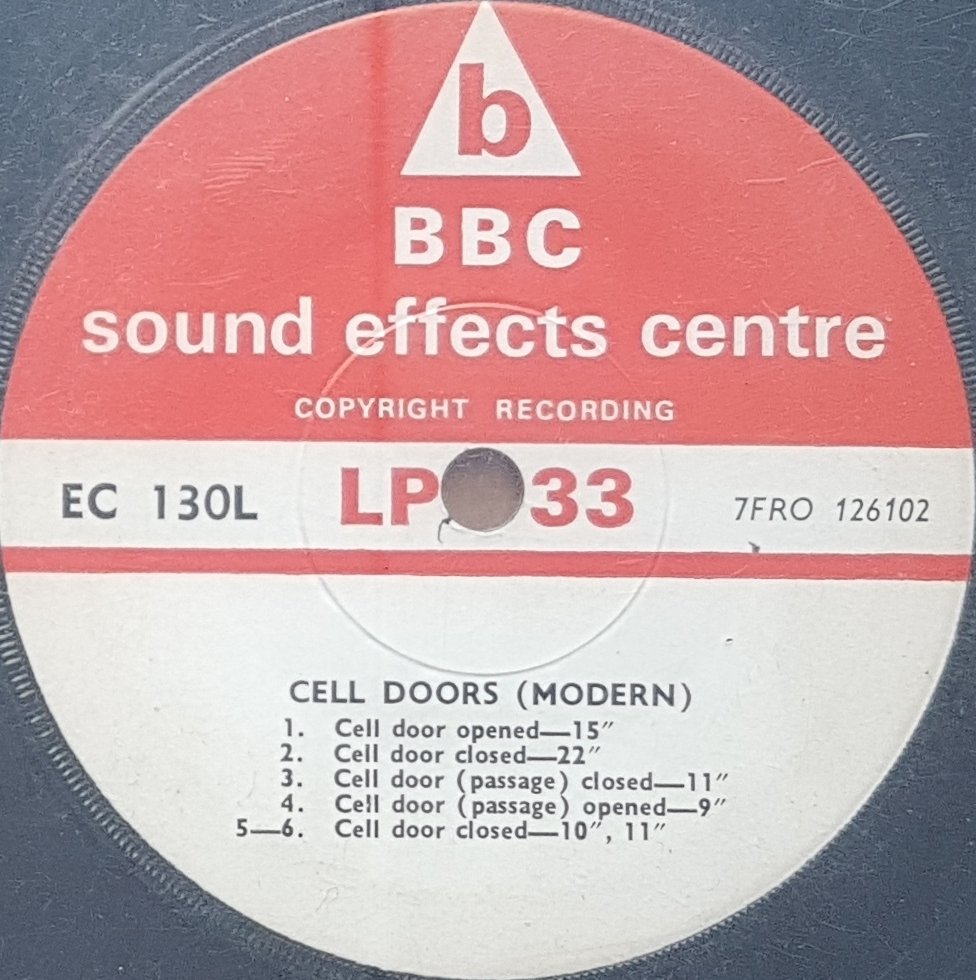 b
BBC
sound effects centre
COPYRIGHT RECORDING
EC 130L LP 33 7FRO 126102
CELL DOORS (MODERN)
1. Cell door opened—15″
2. Cell door closed—22″
3. Cell door (passage) closed—11″
4. Cell door (passage) opened—9″
5—6. Cell door closed—10″, 11″